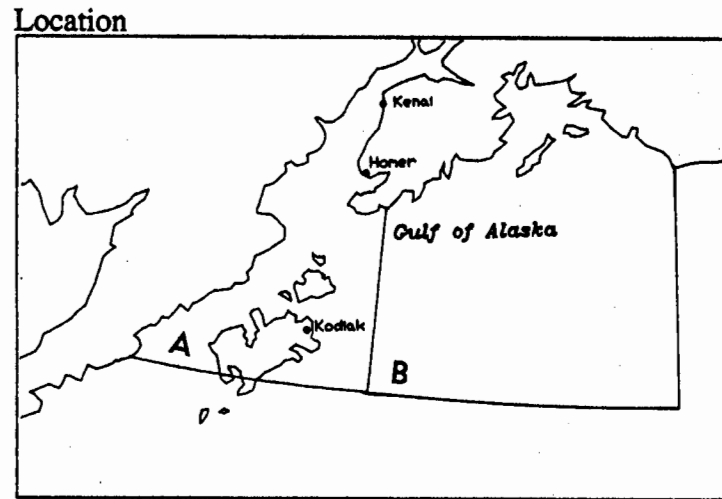 Location
Kenai
Homer
Gulf of Alaska
Kodiak
A
B